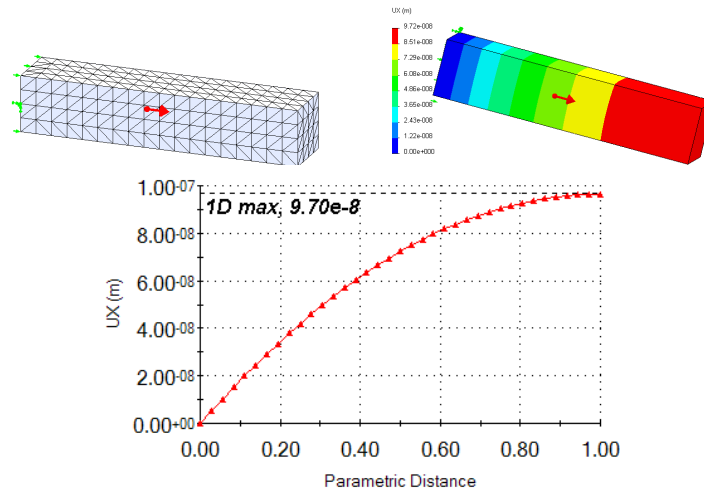 UX (m)
9.72e-008
8.51e-008
7.29e-008
6.08e-008
4.86e-008
3.65e-008
2.43e-008
1.22e-008
0.00e+000
1.00-07
1D max, 9.70e-8
8.00-08
6.00-08
4.00-08
2.00-08
0.00+00
UX (m)
0.00 0.20 0.40 0.60 0.80 1.00
Parametric Distance